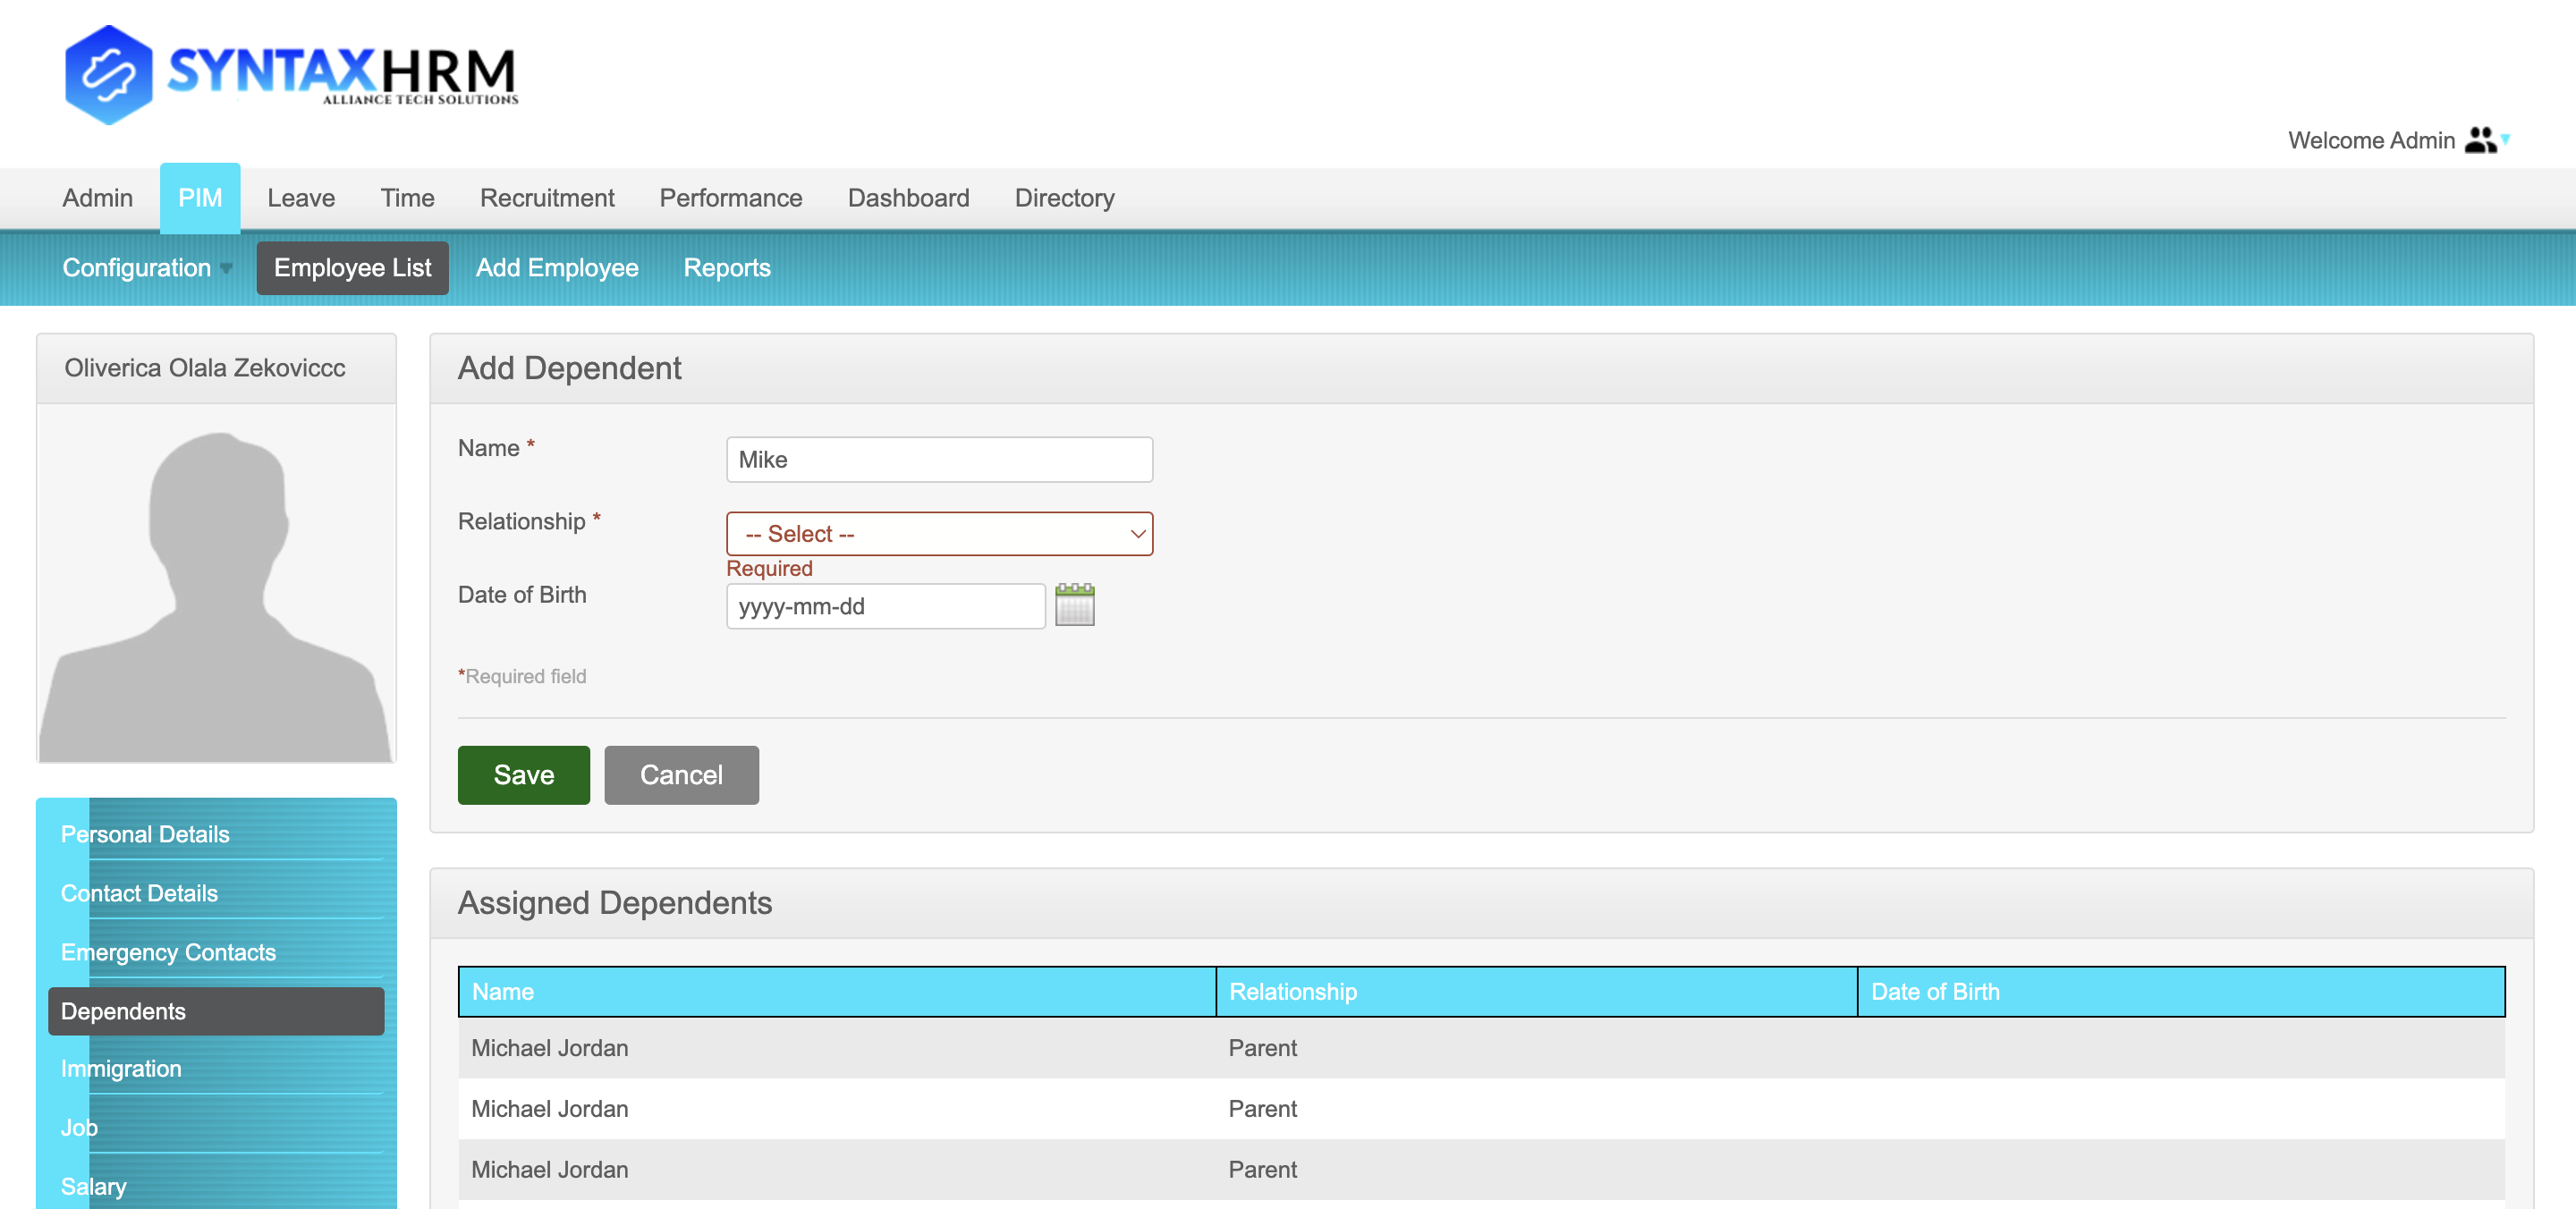 SYNTAXHRM
ALLIANCE TECH SOLUTIONS
Welcome Admin
Admin PIM Leave Time Recruitment Performance Dashboard Directory
Configuration Employee List Add Employee Reports
Oliverica Olala Zekoviccc
Add Dependent
Name *
Mike
Relationship *
-- Select --
Required
Date of Birth
yyyy-mm-dd
*Required field
Save Cancel
Personal Details
Contact Details
Emergency Contacts
Dependents
Immigration
Job
Salary
Assigned Dependents
Name Relationship Date of Birth
Michael Jordan Parent
Michael Jordan Parent
Michael Jordan Parent